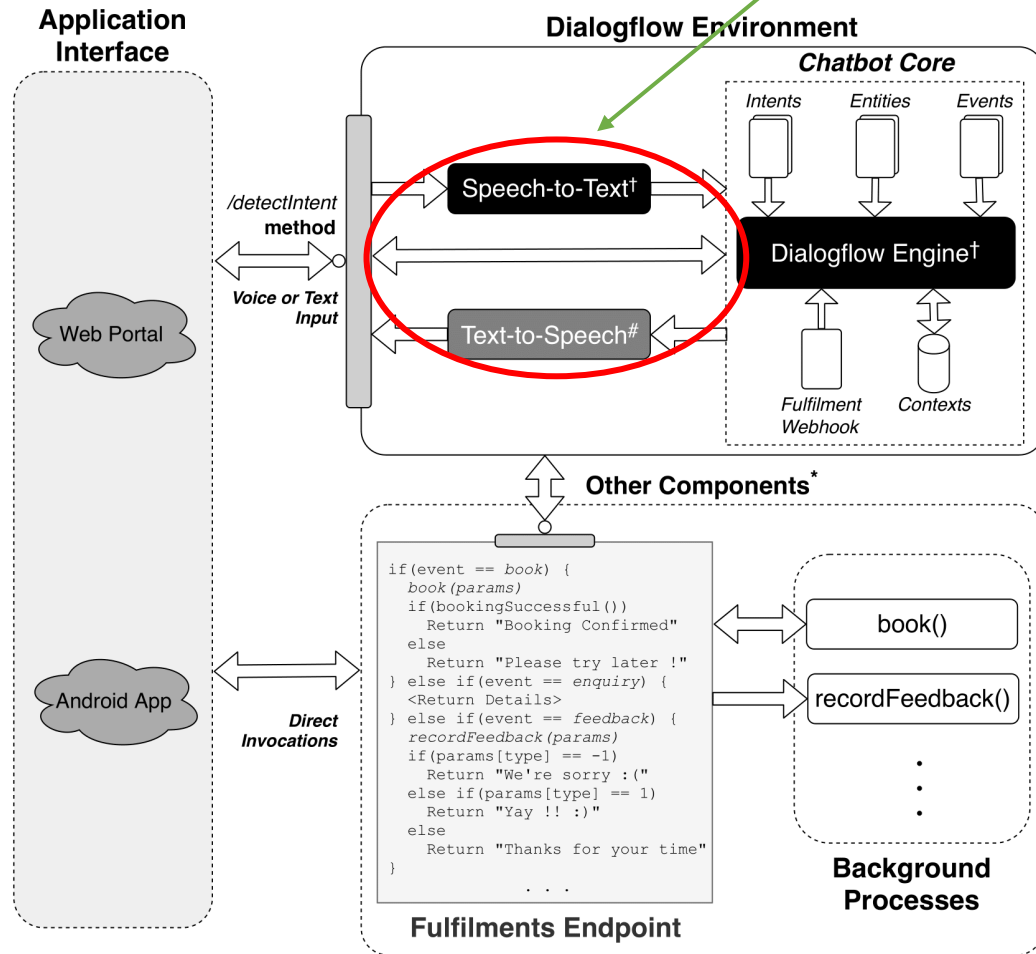 Application
Interface
Dialogflow Environment
Chatbot Core
Intents
Entities
Events
Speech-to-Text†
/detectIntent
method
Dialogflow Engine†
Voice or Text
Input
Web Portal
Text-to-Speech#
Fulfilment
Webhook
Contexts
Other Components*
if(event == book) {
book(params)
if(bookingSuccessful())
Return "Booking Confirmed"
else
Return "Please try later !"
} else if(event == enquiry) {
<Return Details>
} else if(event == feedback) {
recordFeedback(params)
if(params[type] == -1)
Return "We're sorry :("
else if(params[type] == 1)
Return "Yay !! :)"
else
Return "Thanks for your time"
}
. . .
book()
recordFeedback()
.
.
.
Android App
Direct
Invocations
Background
Processes
Fulfilments Endpoint